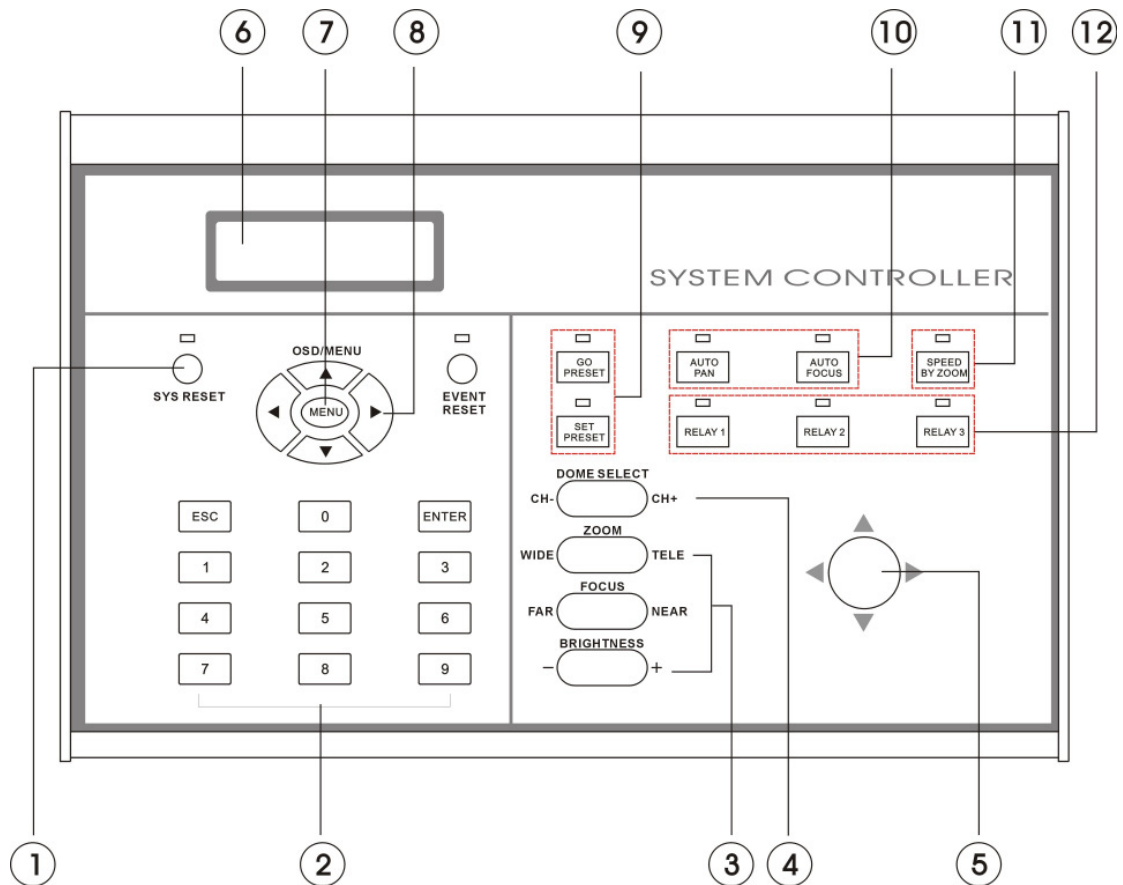 6 7 8 9 10 11 12
SYSTEM CONTROLLER
SYS RESET
OSD/MENU
MENU
EVENT
RESET
GO
PRESET
SET
PRESET
AUTO
PAN
AUTO
FOCUS
SPEED
BY ZOOM
RELAY 1
RELAY 2
RELAY 3
ESC 0 ENTER
1 2 3
4 5 6
7 8 9
DOME SELECT
CH- CH+
ZOOM
WIDE TELE
FOCUS
FAR NEAR
BRIGHTNESS
− +
1 2 3 4 5